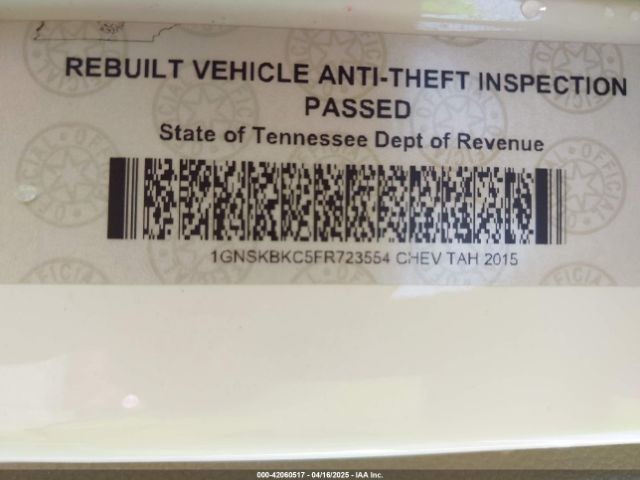 REBUILT VEHICLE ANTI-THEFT INSPECTION
PASSED
State of Tennessee Dept of Revenue
1GNSKBKC5FR723554 CHEV TAH 2015
000-42060517 - 04/16/2025 - IAA Inc.